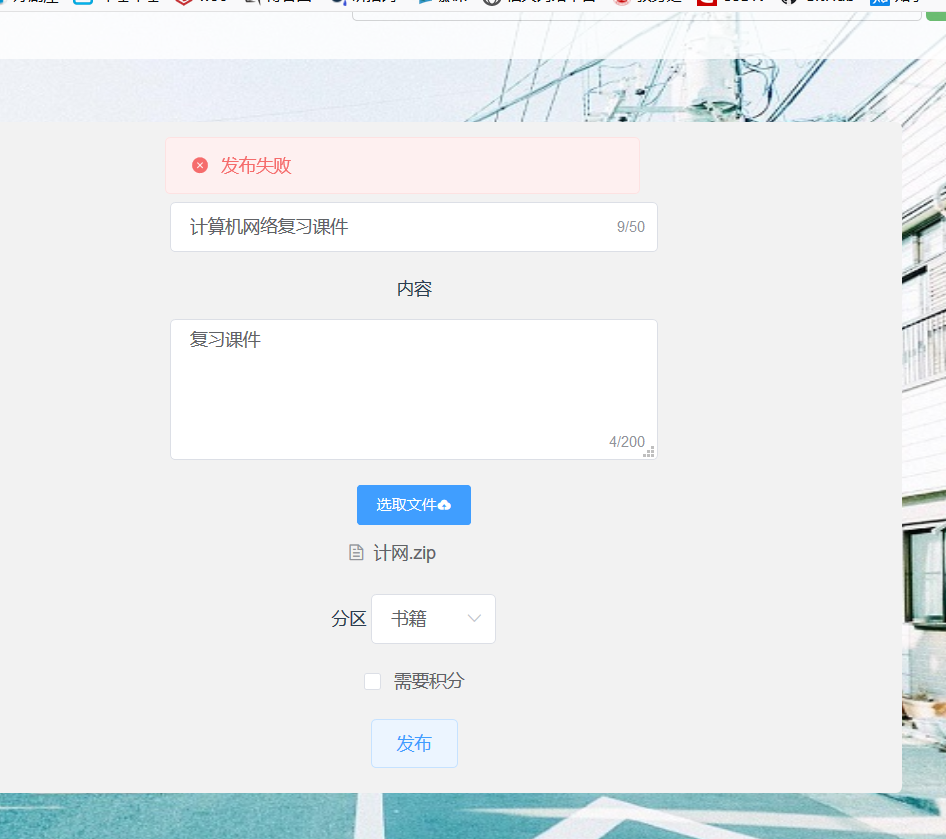 发布失败
计算机网络复习课件
9/50
内容
复习课件
4/200
选取文件
计网.zip
分区 书籍
需要积分
发布